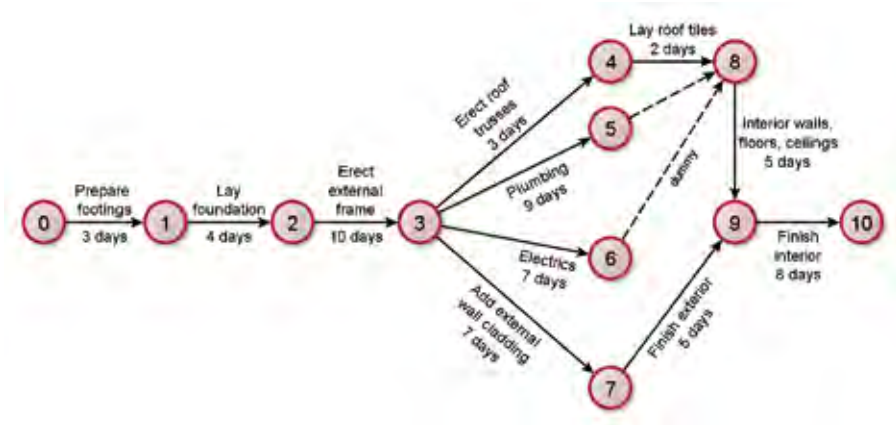 4
Lay roof tiles
2 days
8
Erect roof
trusses
3 days
5
Interior walls,
floors, ceilings
5 days
Plumbing
9 days
dummy
0
Prepare
footings
3 days
1
Lay
foundation
4 days
2
Erect
external
frame
10 days
3
9
Finish
interior
8 days
10
Electrics
7 days
6
Add external
wall cladding
7 days
Finish exterior
5 days
7